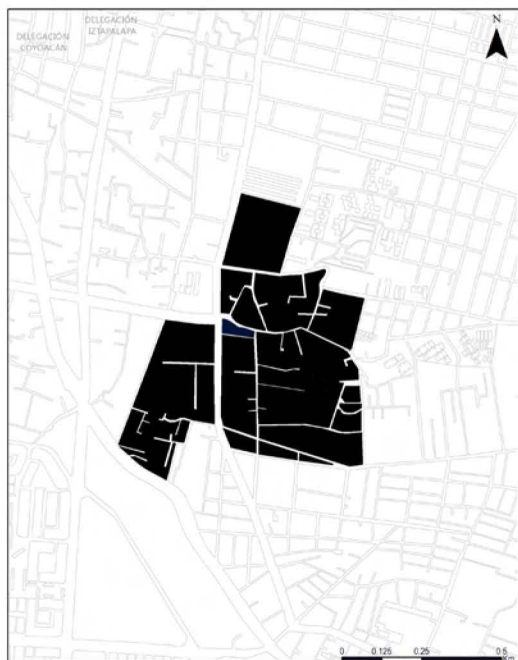 DELEGACIÓN
IZTAPALAPA
DELEGACIÓN
COYOACÁN
N
0 0.125 0.25 0.5
Km